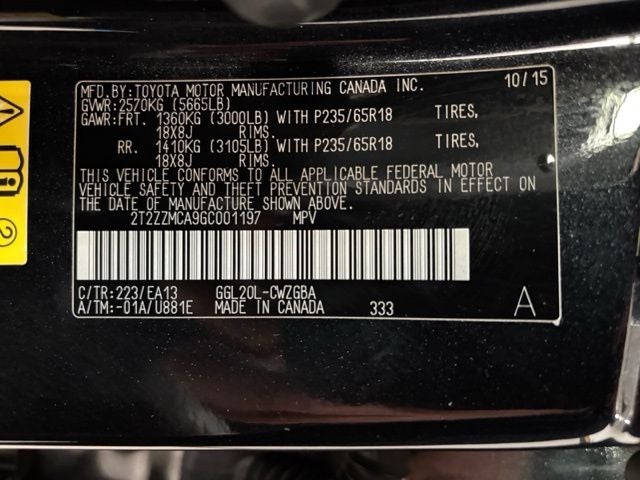 MFD.BY:TOYOTA MOTOR MANUFACTURING CANADA INC. 10/15
GVWR:2570KG (5665LB)
GAWR:FRT. 1360KG (3000LB) WITH P235/65R18 TIRES,
18X8J RIMS.
RR. 1410KG (3105LB) WITH P235/65R18 TIRES,
18X8J RIMS.
THIS VEHICLE CONFORMS TO ALL APPLICABLE FEDERAL MOTOR
VEHICLE SAFETY AND THEFT PREVENTION STANDARDS IN EFFECT ON
THE DATE OF MANUFACTURE SHOWN ABOVE.
2T2ZZMCA9GC001197 MPV
C/TR:223/EA13 GGL20L-CWZGBA
A/TM:-01A/U881E MADE IN CANADA 333 A
2